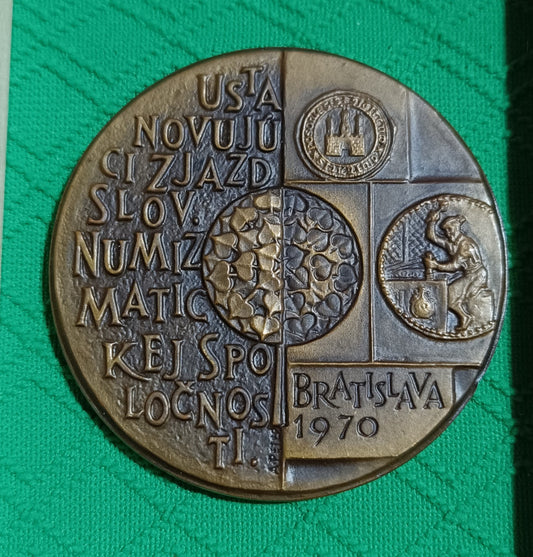 USTA
NOVUJÚ
CI ZJAZD
SLOV.
NUMIZ
MATIC
KEJ SPO
LOČNOS
TI.
BRATISLAVA
1970